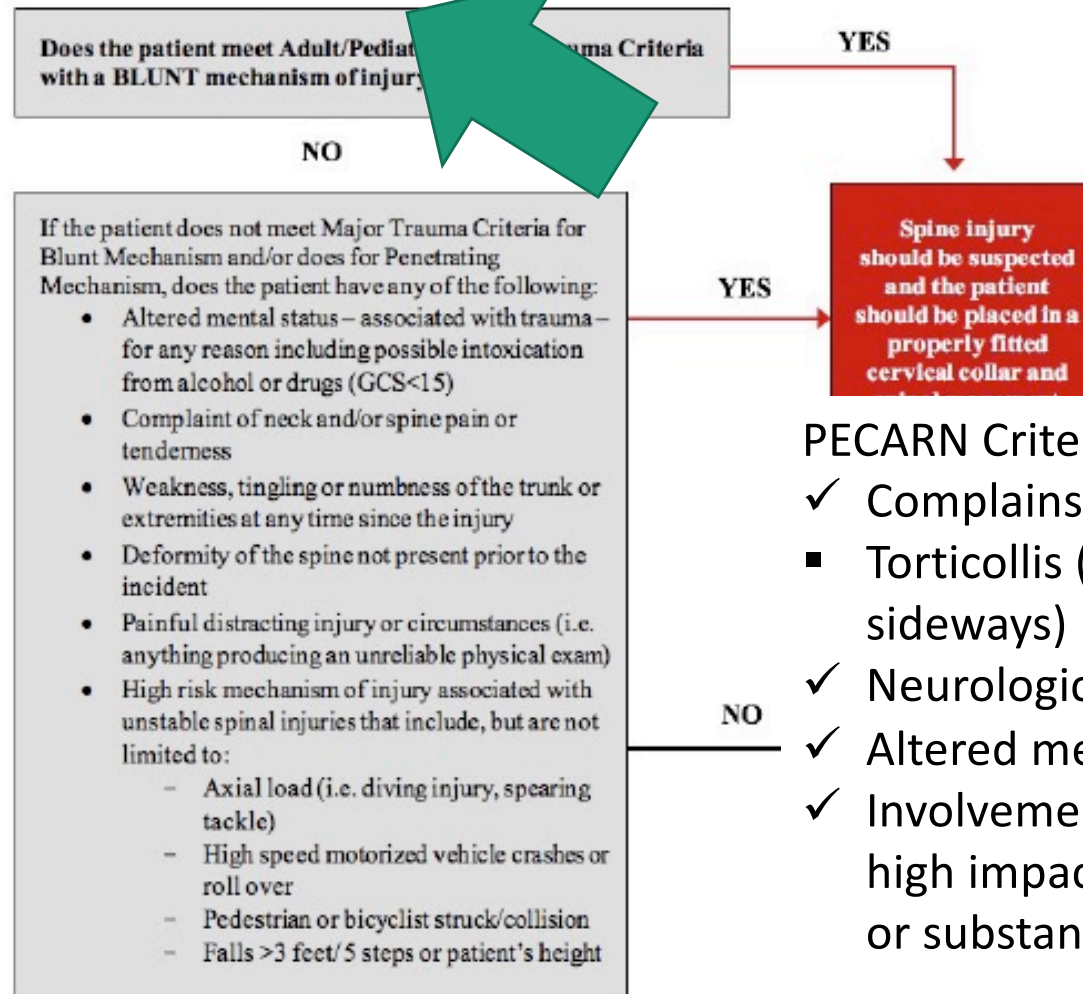 Does the patient meet Adult/Pediat uma Criteria
with a BLUNT mechanism of injury
YES
NO
If the patient does not meet Major Trauma Criteria for
Blunt Mechanism and/or does for Penetrating
Mechanism, does the patient have any of the following:
• Altered mental status – associated with trauma –
for any reason including possible intoxication
from alcohol or drugs (GCS<15)
• Complaint of neck and/or spine pain or
tenderness
• Weakness, tingling or numbness of the trunk or
extremities at any time since the injury
• Deformity of the spine not present prior to the
incident
• Painful distracting injury or circumstances (i.e.
anything producing an unreliable physical exam)
• High risk mechanism of injury associated with
unstable spinal injuries that include, but are not
limited to:
– Axial load (i.e. diving injury, spearing
tackle)
– High speed motorized vehicle crashes or
roll over
– Pedestrian or bicyclist struck/collision
– Falls >3 feet/ 5 steps or patient's height
YES
Spine injury
should be suspected
and the patient
should be placed in a
properly fitted
cervical collar and
NO
PECARN Crite
✓ Complains
▪ Torticollis (
sideways)
✓ Neurologic
✓ Altered me
✓ Involveme
high impac
or substan